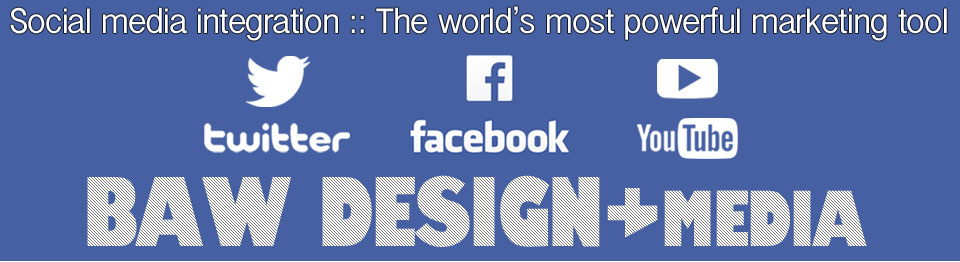 Social media integration :: The world's most powerful marketing tool
twitter facebook YouTube
BAW DESIGN+MEDIA